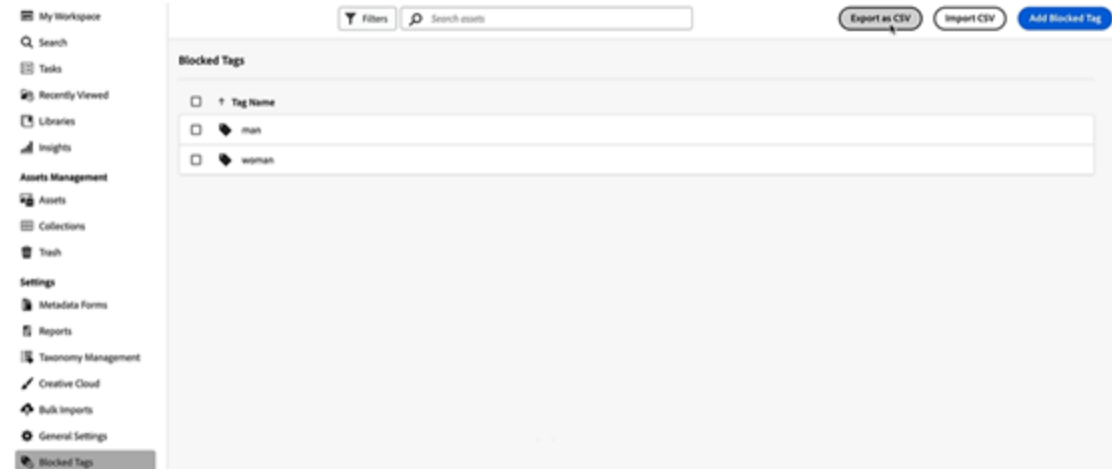 My Workspace
Search
Tasks
Recently Viewed
Libraries
Insights
Assets Management
Assets
Collections
Trash
Settings
Metadata Forms
Reports
Taxonomy Management
Creative Cloud
Bulk Imports
General Settings
Blocked Tags
Filters
Search assets
Export as CSV
Import CSV
Add Blocked Tag
Blocked Tags
Tag Name
man
woman